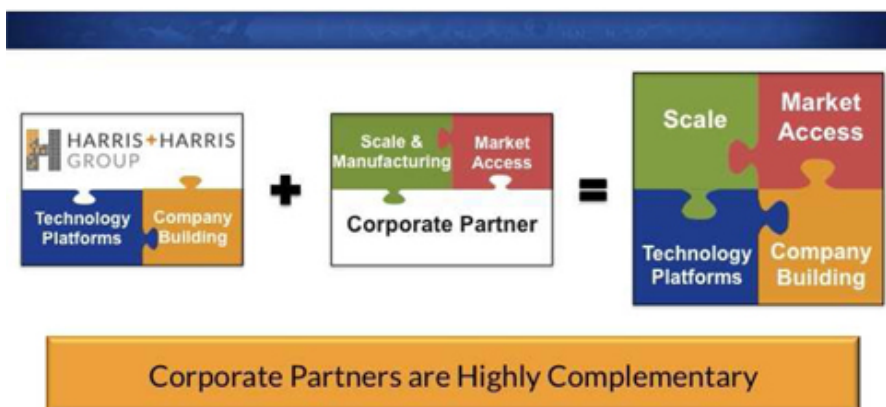 HARRIS+HARRIS
GROUP
Technology
Platforms
Company
Building
Scale &
Manufacturing
Market
Access
Corporate Partner
Scale
Market
Access
Technology
Platforms
Company
Building
Corporate Partners are Highly Complementary